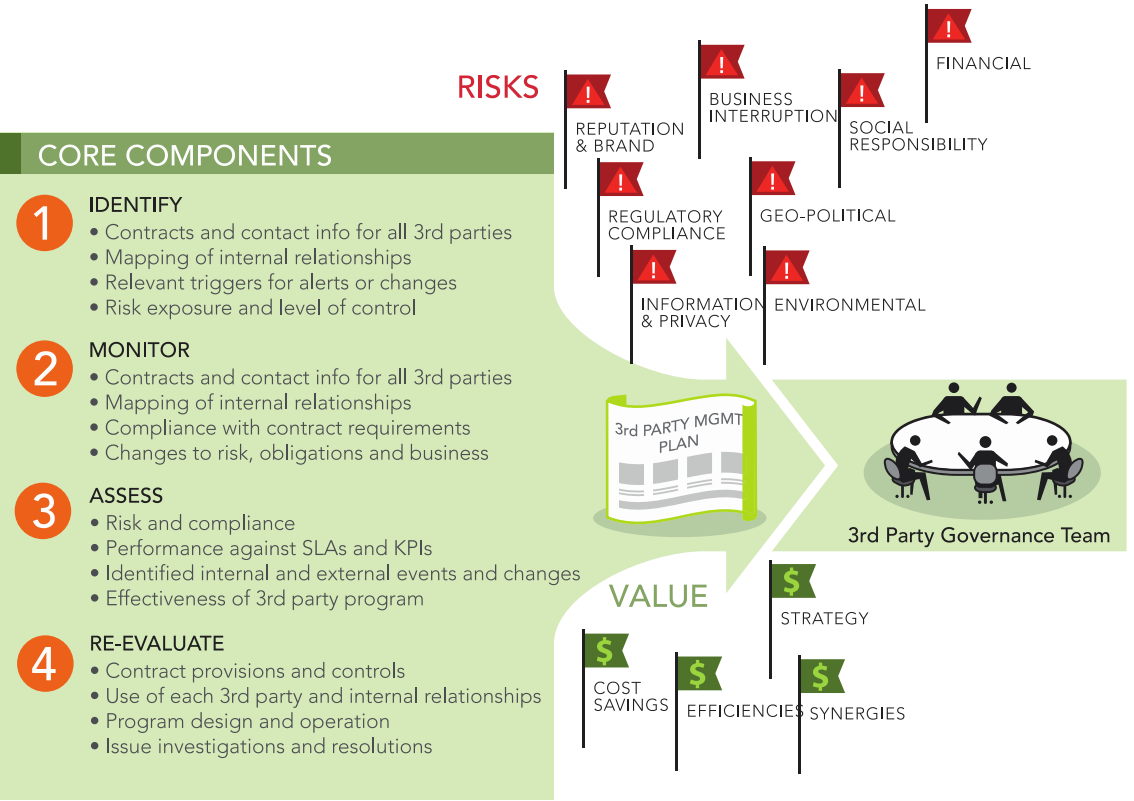 RISKS
FINANCIAL
BUSINESS
INTERRUPTION
REPUTATION
& BRAND
SOCIAL
RESPONSIBILITY
REGULATORY
COMPLIANCE
GEO-POLITICAL
INFORMATION
& PRIVACY
ENVIRONMENTAL
CORE COMPONENTS
1
IDENTIFY
• Contracts and contact info for all 3rd parties
• Mapping of internal relationships
• Relevant triggers for alerts or changes
• Risk exposure and level of control
2
MONITOR
• Contracts and contact info for all 3rd parties
• Mapping of internal relationships
• Compliance with contract requirements
• Changes to risk, obligations and business
3
ASSESS
• Risk and compliance
• Performance against SLAs and KPIs
• Identified internal and external events and changes
• Effectiveness of 3rd party program
4
RE-EVALUATE
• Contract provisions and controls
• Use of each 3rd party and internal relationships
• Program design and operation
• Issue investigations and resolutions
3rd PARTY MGMT
PLAN
3rd Party Governance Team
VALUE
$
STRATEGY
$
COST
SAVINGS
$
EFFICIENCIES
$
SYNERGIES